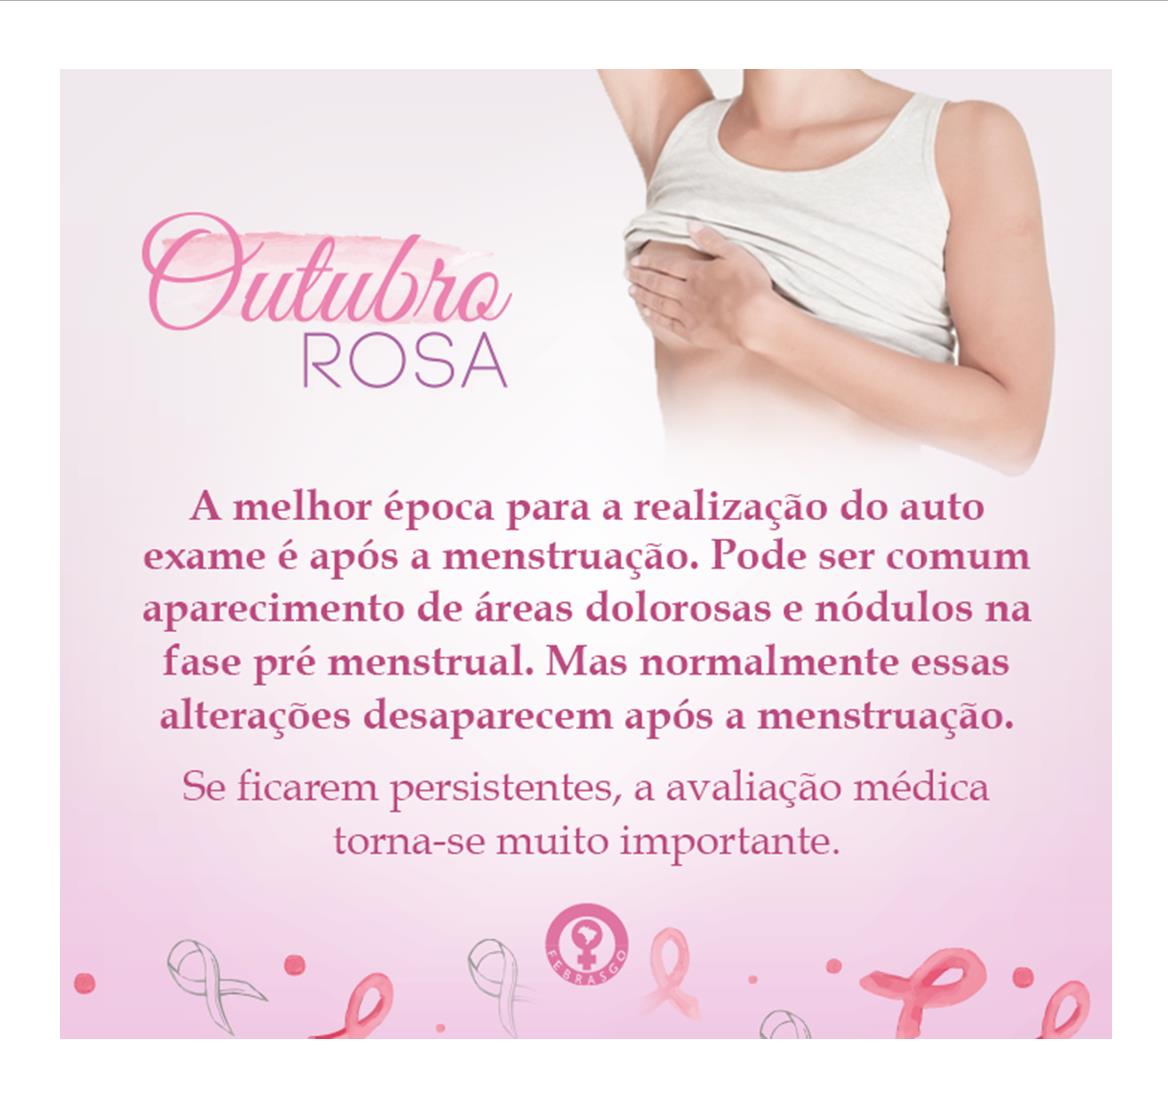 Outubro
ROSA
A melhor época para a realização do auto
exame é após a menstruação. Pode ser comum
aparecimento de áreas dolorosas e nódulos na
fase pré menstrual. Mas normalmente essas
alterações desaparecem após a menstruação.
Se ficarem persistentes, a avaliação médica
torna-se muito importante.
FEBRASGO